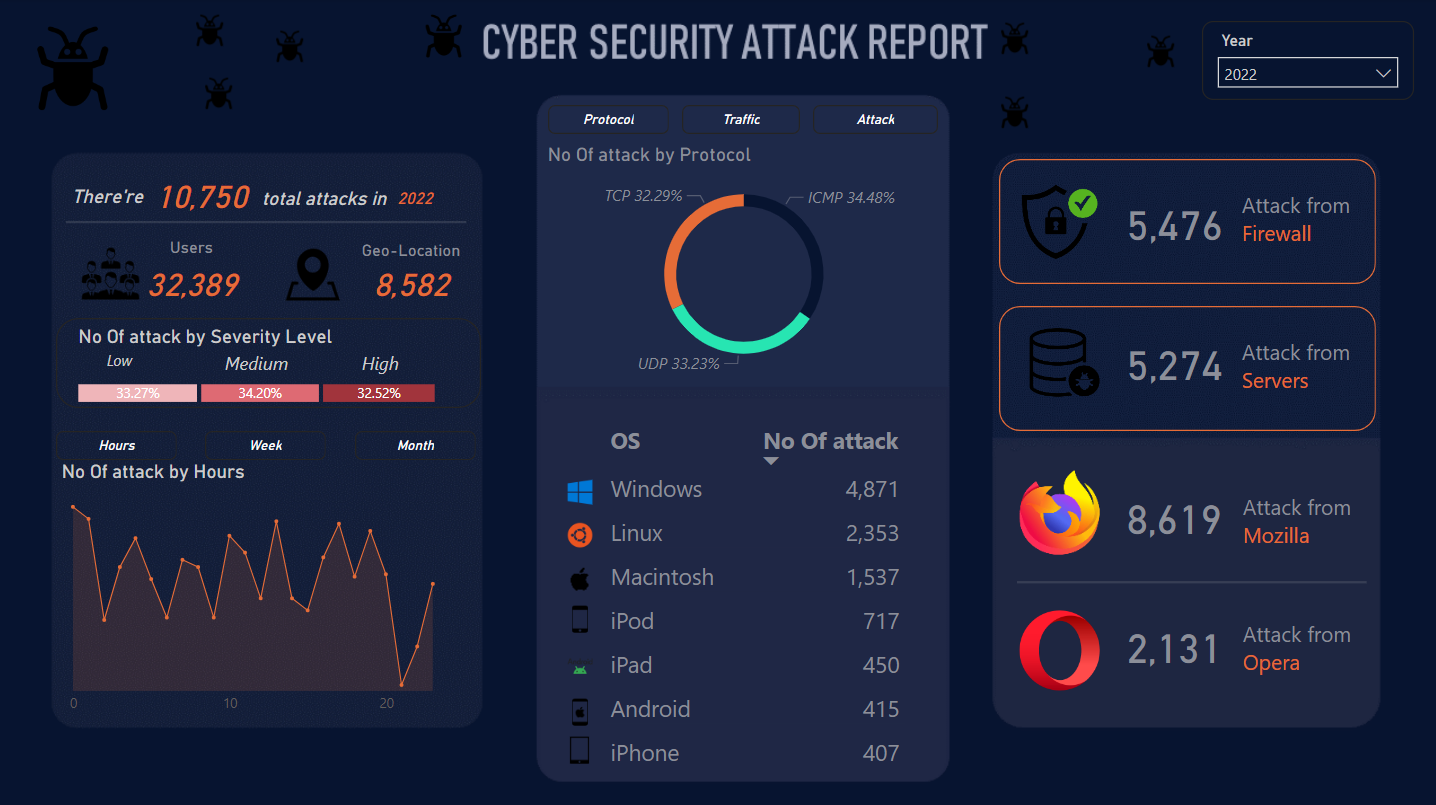 CYBER SECURITY ATTACK REPORT
Year
2022
There're 10,750 total attacks in 2022
Users
32,389
Geo-Location
8,582
No Of attack by Severity Level
Low Medium High
33.27% 34.20% 32.52%
Hours Week Month
No Of attack by Hours
0 10 20
Protocol Traffic Attack
No Of attack by Protocol
TCP 32.29% ICMP 34.48%
UDP 33.23%
OS No Of attack
Windows 4,871
Linux 2,353
Macintosh 1,537
iPod 717
iPad 450
Android 415
iPhone 407
5,476 Attack from
Firewall
5,274 Attack from
Servers
8,619 Attack from
Mozilla
2,131 Attack from
Opera